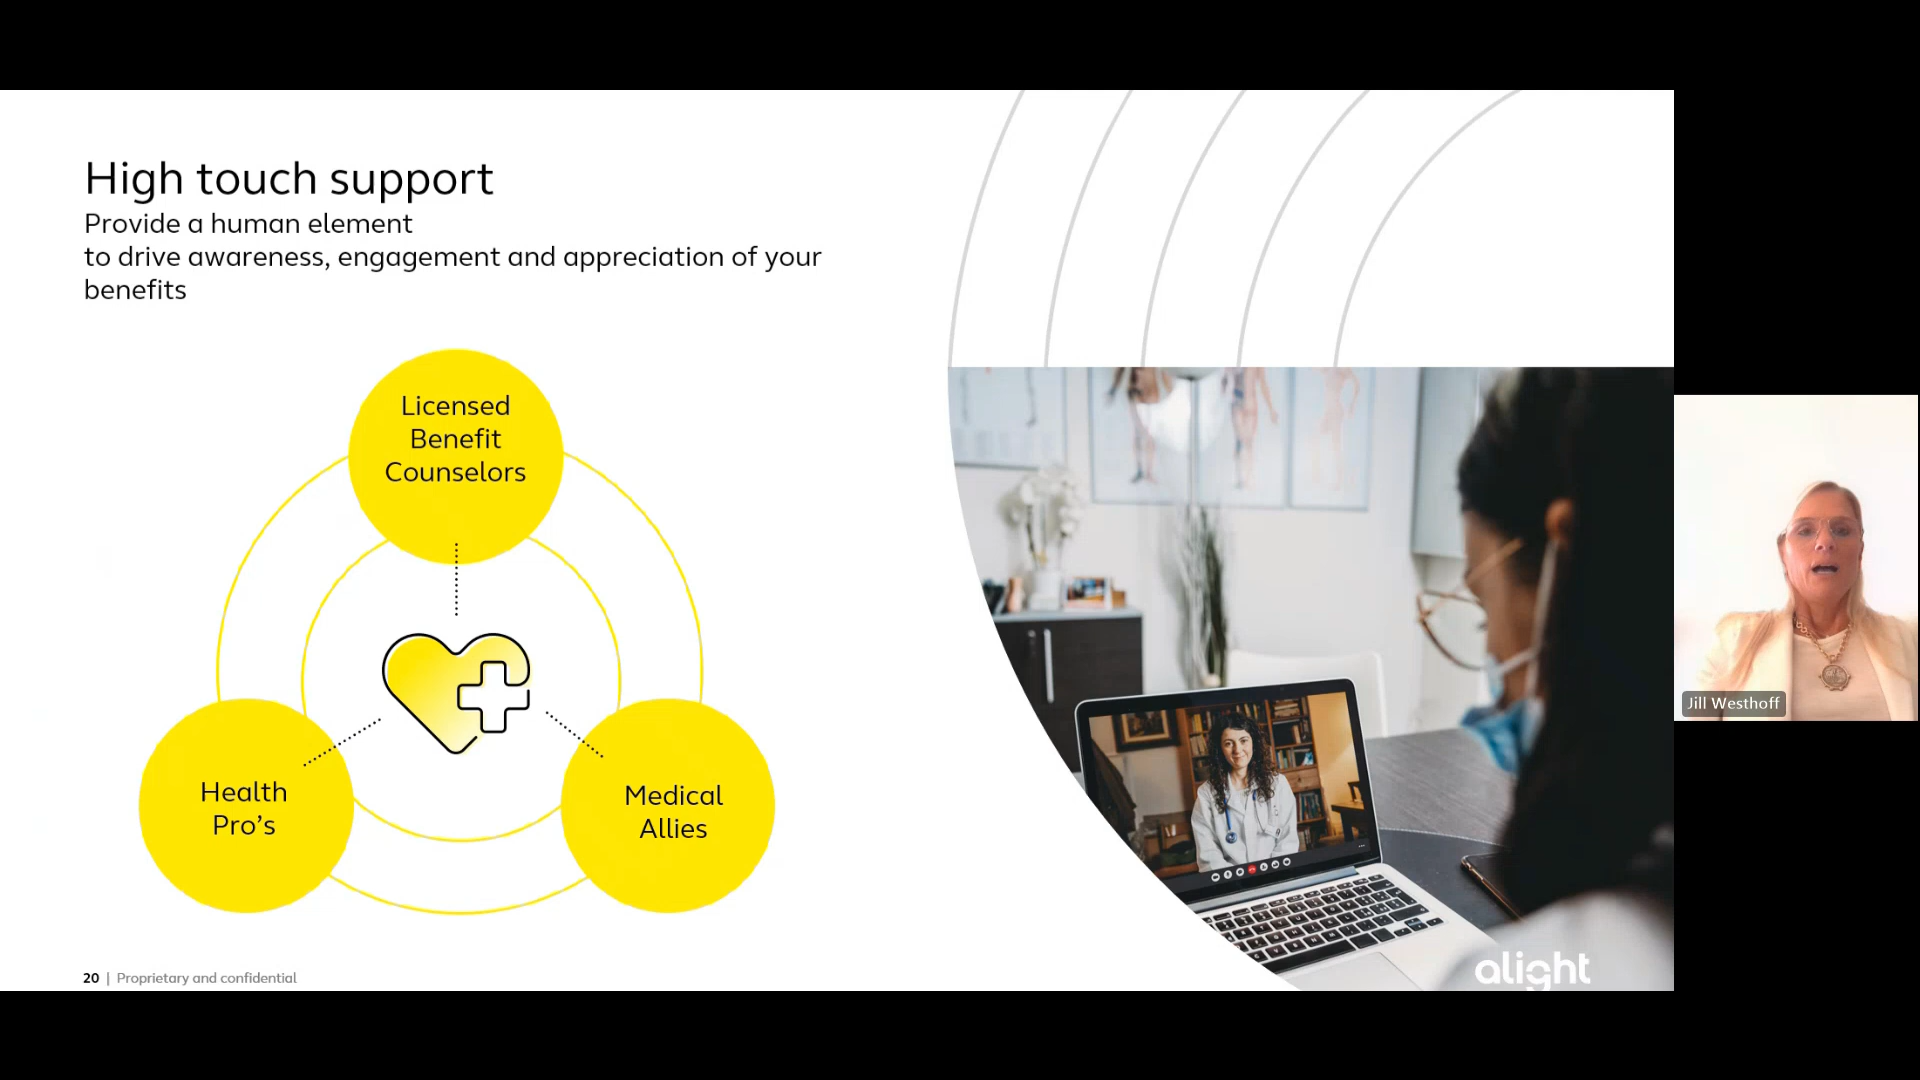 High touch support
Provide a human element
to drive awareness, engagement and appreciation of your
benefits
Licensed
Benefit
Counselors
Health
Pro's
Medical
Allies
20 | Proprietary and confidential
alight
Jill Westhoff